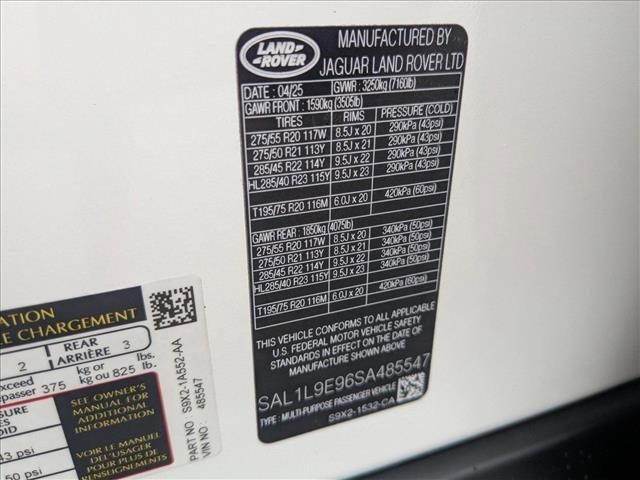 LAND-
-ROVER
MANUFACTURED BY
JAGUAR LAND ROVER LTD
DATE : 04/25 GVWR : 3250kg (7160lb)
GAWR FRONT : 1590kg (3505lb)
TIRES RIMS PRESSURE (COLD)
275/55 R20 117W 8.5J x 20 290kPa (43psi)
275/50 R21 113Y 8.5J x 21 290kPa (43psi)
285/45 R22 114Y 9.5J x 22 290kPa (43psi)
HL285/40 R23 115Y 9.5J x 23 290kPa (43psi)
T195/75 R20 116M 6.0J x 20 420kPa (60psi)
GAWR REAR : 1850kg (4075lb)
275/55 R20 117W 8.5J x 20 340kPa (50psi)
275/50 R21 113Y 8.5J x 21 340kPa (50psi)
285/45 R22 114Y 9.5J x 22 340kPa (50psi)
HL285/40 R23 115Y 9.5J x 23 340kPa (50psi)
T195/75 R20 116M 6.0J x 20 420kPa (60psi)
THIS VEHICLE CONFORMS TO ALL APPLICABLE
U.S. FEDERAL MOTOR VEHICLE SAFETY
STANDARDS IN EFFECT ON THE DATE OF
MANUFACTURE SHOWN ABOVE.
SAL1L9E96SA485547
TYPE : MULTI-PURPOSE PASSENGER VEHICLE
S9X2-1532-CA
ATION
E CHARGEMENT
2 REAR
ARRIÈRE 3
xceed
passer 375 kg or
kg ou 825 lbs.
lb.
SURE
SEE OWNER'S
MANUAL FOR
ADDITIONAL
INFORMATION
VOIR LE MANUEL
DE L'USAGER
POUR PLUS DE
RENSEIGNEMENTS
43 psi
50 psi
PART NO : S9X2-1A552-AA
VIN NO : 485547